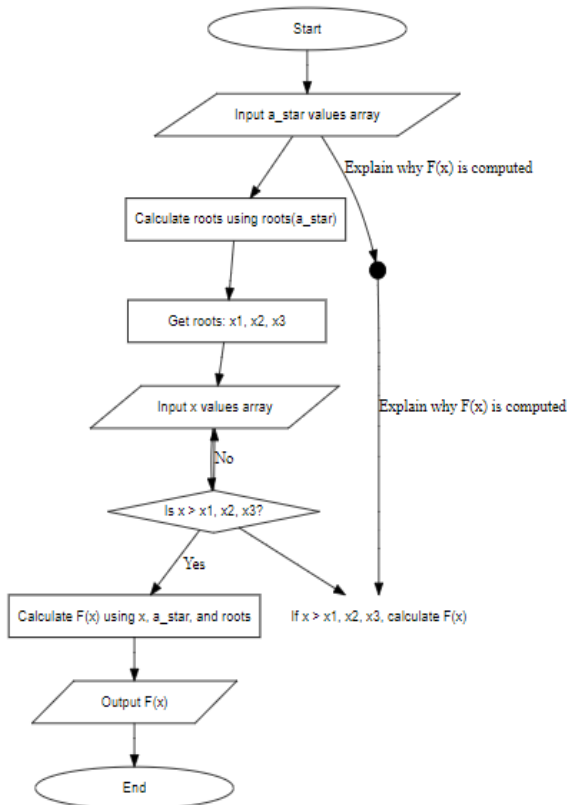 Start
Input a_star values array
Explain why F(x) is computed
Calculate roots using roots(a_star)
Get roots: x1, x2, x3
Input x values array
Explain why F(x) is computed
No
Is x > x1, x2, x3?
Yes
Calculate F(x) using x, a_star, and roots
If x > x1, x2, x3, calculate F(x)
Output F(x)
End